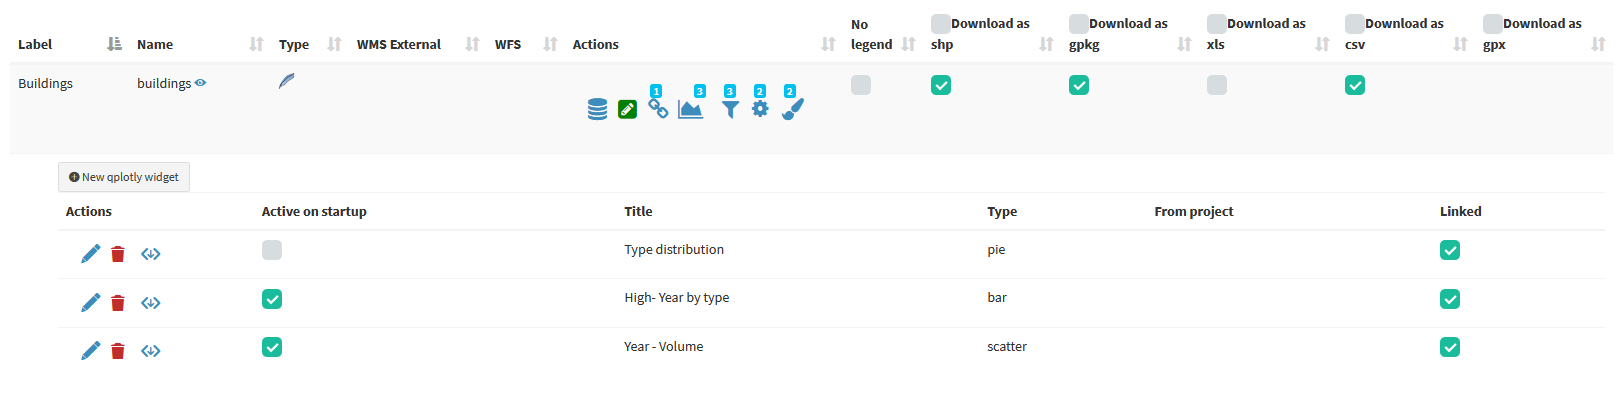 Label Name Type WMS External WFS Actions No legend Download as shp Download as gpkg Download as xls Download as csv Download as gpx
Buildings buildings 1 3 3 2 2
New qplotly widget
Actions Active on startup Title Type From project Linked
Type distribution pie
High- Year by type bar
Year - Volume scatter